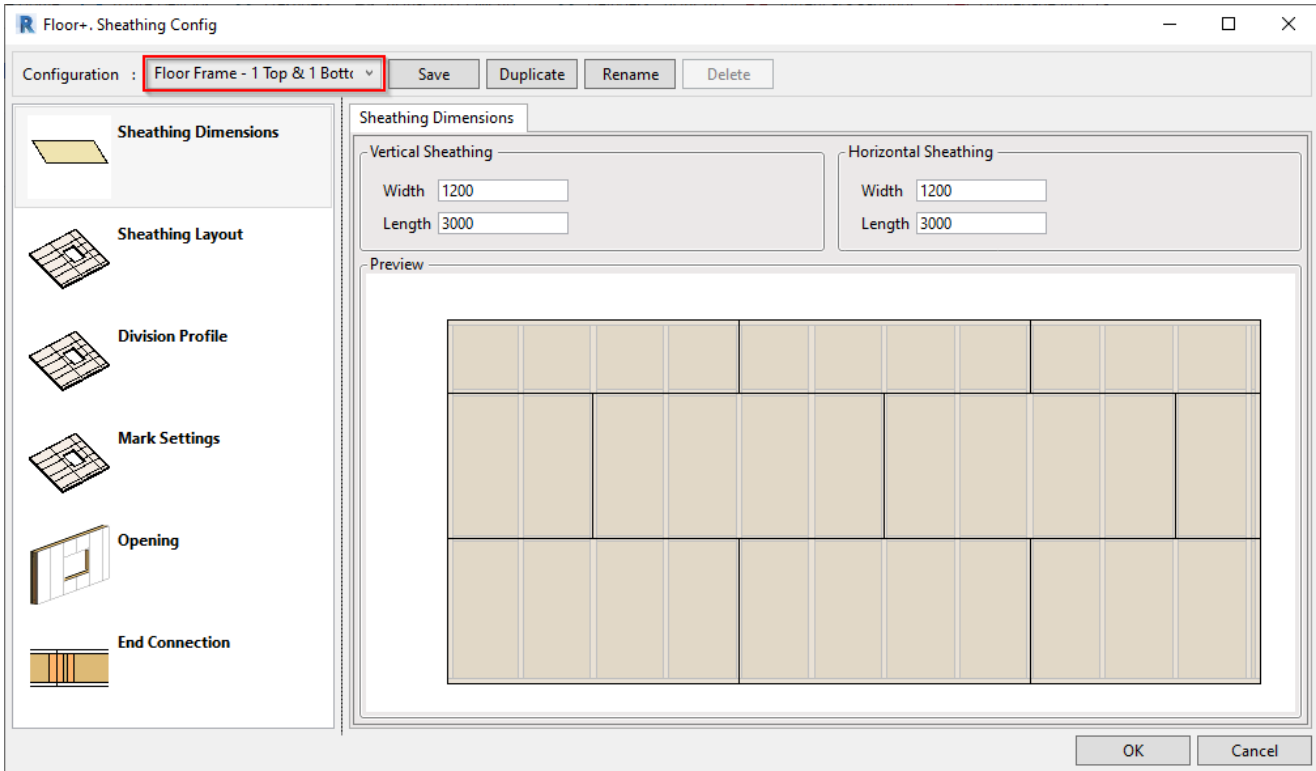 Floor+. Sheathing Config
Configuration : Floor Frame - 1 Top & 1 Botto Save Duplicate Rename Delete
Sheathing Dimensions
Sheathing Layout
Division Profile
Mark Settings
Opening
End Connection
Sheathing Dimensions
Vertical Sheathing
Width 1200
Length 3000
Horizontal Sheathing
Width 1200
Length 3000
Preview
OK Cancel